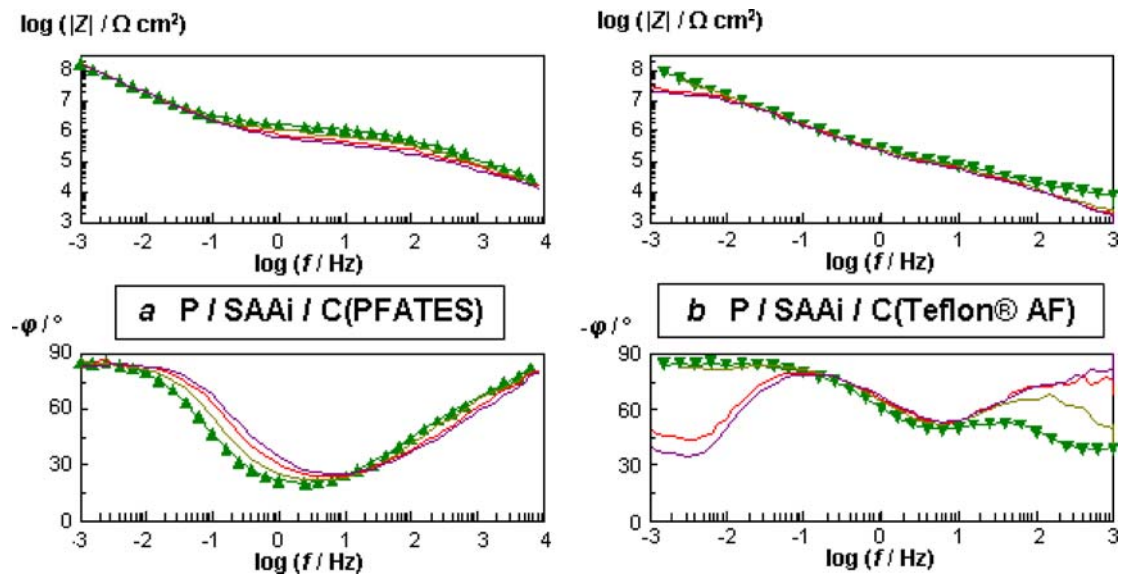 log (|Z| / Ω cm²)
8
7
6
5
4
3
-3 -2 -1 0 1 2 3 4
log (f / Hz)
a P / SAAi / C(PFATES)
-φ / °
90
60
30
0
-3 -2 -1 0 1 2 3 4
log (f / Hz)
log (|Z| / Ω cm²)
8
7
6
5
4
3
-3 -2 -1 0 1 2 3
log (f / Hz)
b P / SAAi / C(Teflon® AF)
-φ / °
90
60
30
0
-3 -2 -1 0 1 2 3
log (f / Hz)